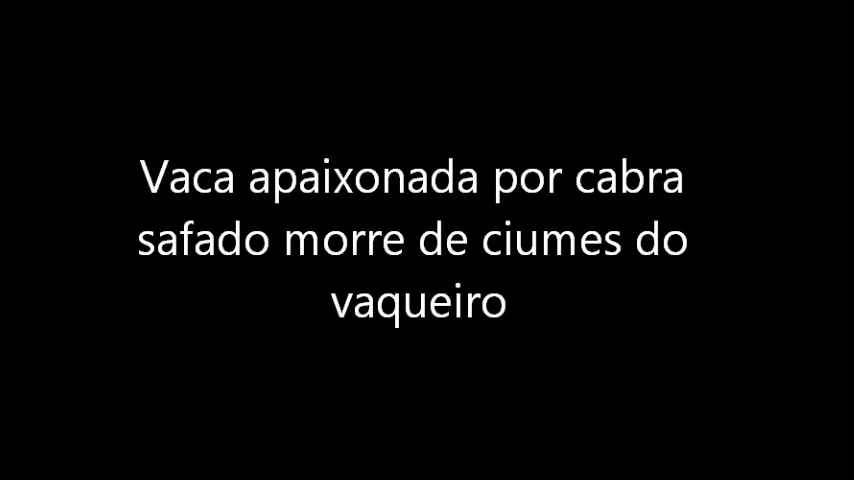 Vaca apaixonada por cabra
safado morre de ciumes do
vaqueiro